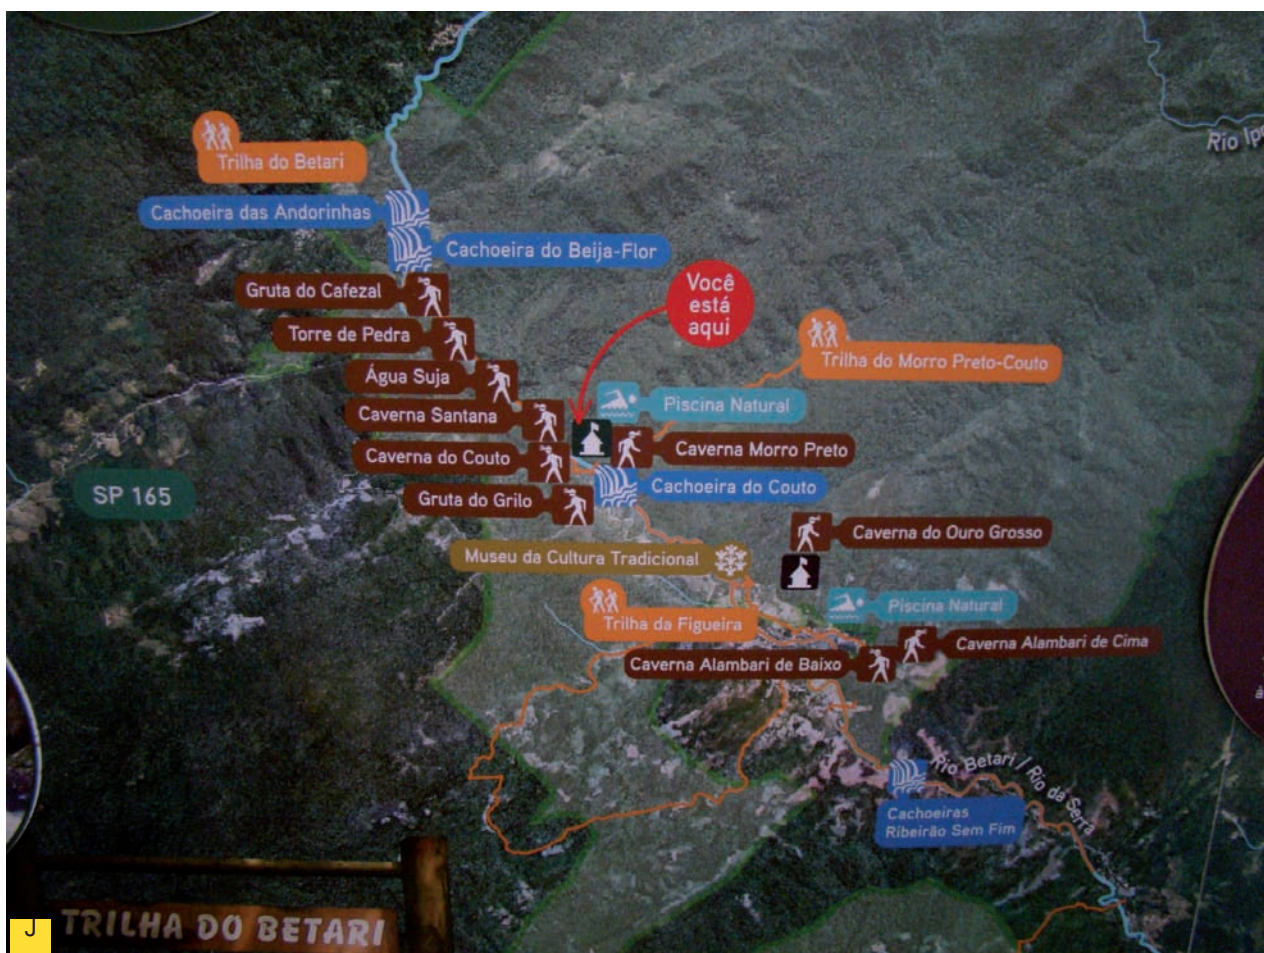 Rio
Trilha do Betari
Cachoeira das Andorinhas
Cachoeira do Beija-Flor
Gruta do Cafezal
Você
está
aqui
Torre de Pedra
Trilha do Morro Preto-Couto
Água Suja
Piscina Natural
Caverna Santana
Caverna Morro Preto
Caverna do Couto
Cachoeira do Couto
SP 165
Gruta do Grilo
Caverna do Ouro Grosso
Museu da Cultura Tradicional
Piscina Natural
Trilha da Figueira
Caverna Alambari de Cima
Caverna Alambari de Baixo
Rio Betari / Rio da Serra
Cachoeiras
Ribeirão Sem Fim
TRILHA DO BETARI
J